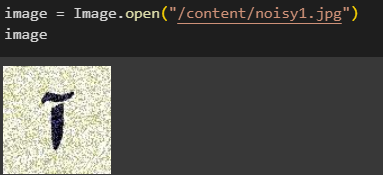 image = Image.open("/content/noisy1.jpg")
image
آ